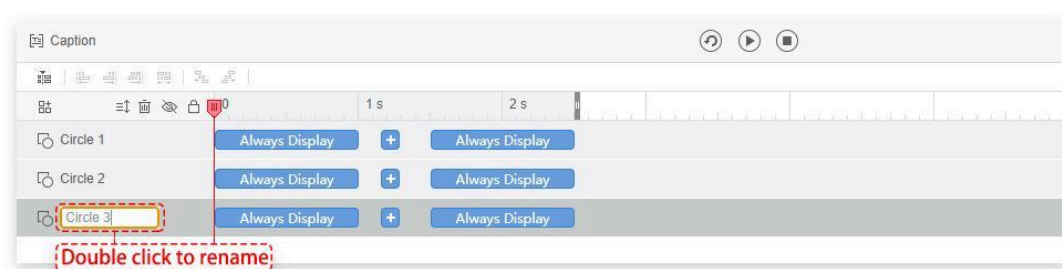 Caption
0 1 s 2 s
Circle 1 Always Display + Always Display
Circle 2 Always Display + Always Display
Circle 3 Always Display + Always Display
Double click to rename